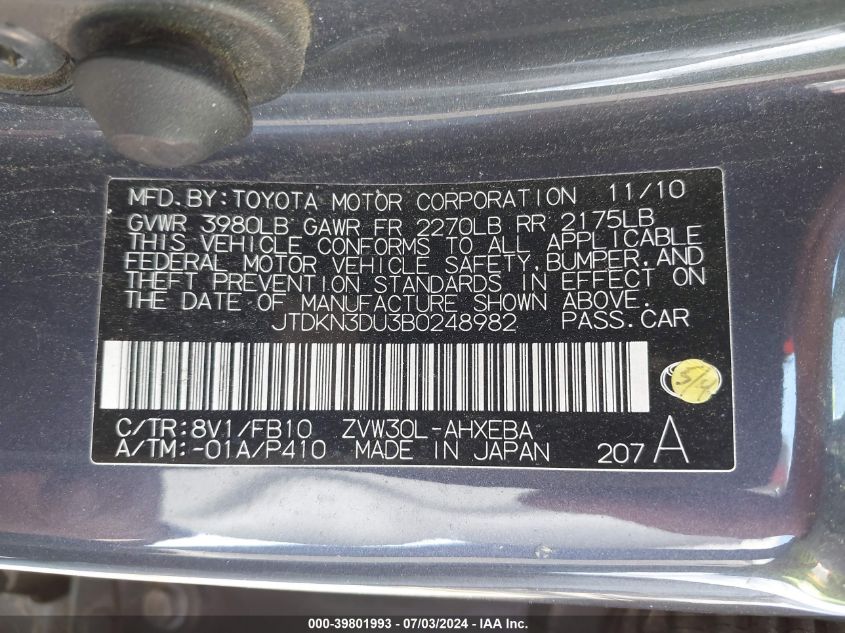 MFD.BY:TOYOTA MOTOR CORPORATION 11/10
GVWR 3980LB GAWR FR 2270LB RR 2175LB
THIS VEHICLE CONFORMS TO ALL APPLICABLE
FEDERAL MOTOR VEHICLE SAFETY,BUMPER,AND
THEFT PREVENTION STANDARDS IN EFFECT ON
THE DATE OF MANUFACTURE SHOWN ABOVE.
JTDKN3DU3B0248982 PASS.CAR
5/4
C/TR:8V1/FB10 ZVW30L-AHXEBA
A/TM:-01A/P410 MADE IN JAPAN 207 A
000-39801993 - 07/03/2024 - IAA Inc.